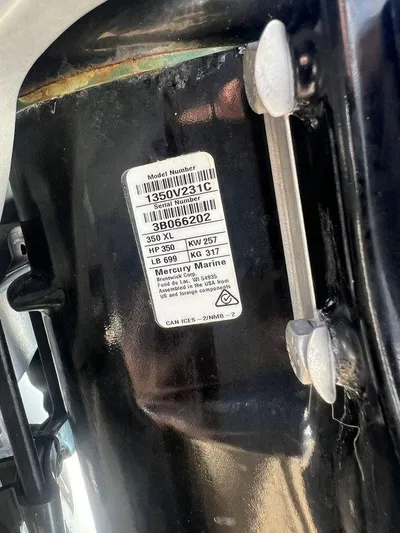 Model Number
1350V231C
Serial Number
3B066202
350 XL
HP 350 KW 257
LB 699 KG 317
Mercury Marine
Brunswick Corp.
Fond du Lac, WI 54935
Assembled in the USA from
US and foreign components
CAN ICES-2/NMB-2